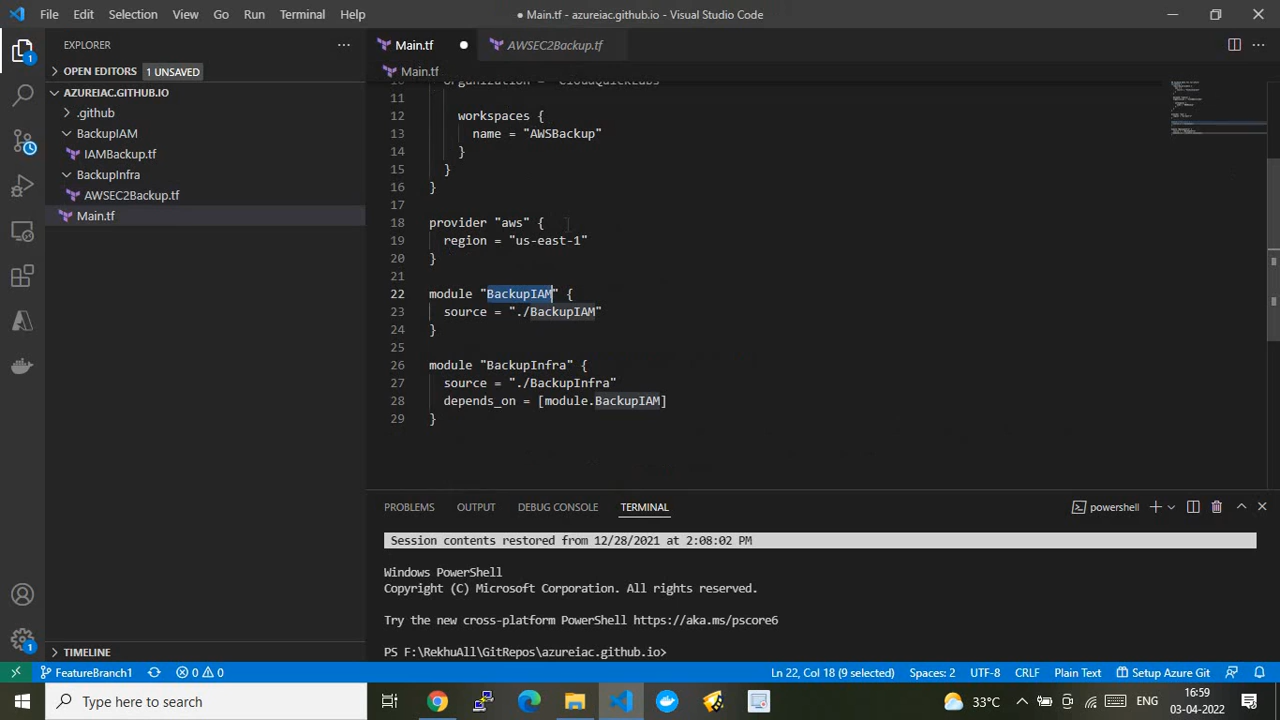 File Edit Selection View Go Run Terminal Help
● Main.tf - azureiac.github.io - Visual Studio Code
1
EXPLORER
Main.tf
AWSEC2Backup.tf
OPEN EDITORS 1 UNSAVED
Main.tf
AZUREIAC.GITHUB.IO
.github
BackupIAM
IAMBackup.tf
BackupInfra
AWSEC2Backup.tf
Main.tf
11
12 workspaces {
13 name = "AWSBackup"
14 }
15 }
16 }
17
18 provider "aws" {
19 region = "us-east-1"
20 }
21
22 module "BackupIAM" {
23 source = "./BackupIAM"
24 }
25
26 module "BackupInfra" {
27 source = "./BackupInfra"
28 depends_on = [module.BackupIAM]
29 }
PROBLEMS OUTPUT DEBUG CONSOLE TERMINAL
powershell
Session contents restored from 12/28/2021 at 2:08:02 PM
Windows PowerShell
Copyright (C) Microsoft Corporation. All rights reserved.
Try the new cross-platform PowerShell https://aka.ms/pscore6
PS F:\RekhuAll\GitRepos\azureiac.github.io>
1
TIMELINE
FeatureBranch1 0 0 Ln 22, Col 18 (9 selected) Spaces: 2 UTF-8 CRLF Plain Text Setup Azure Git
Type here to search
33°C
ENG
16:59
03-04-2022